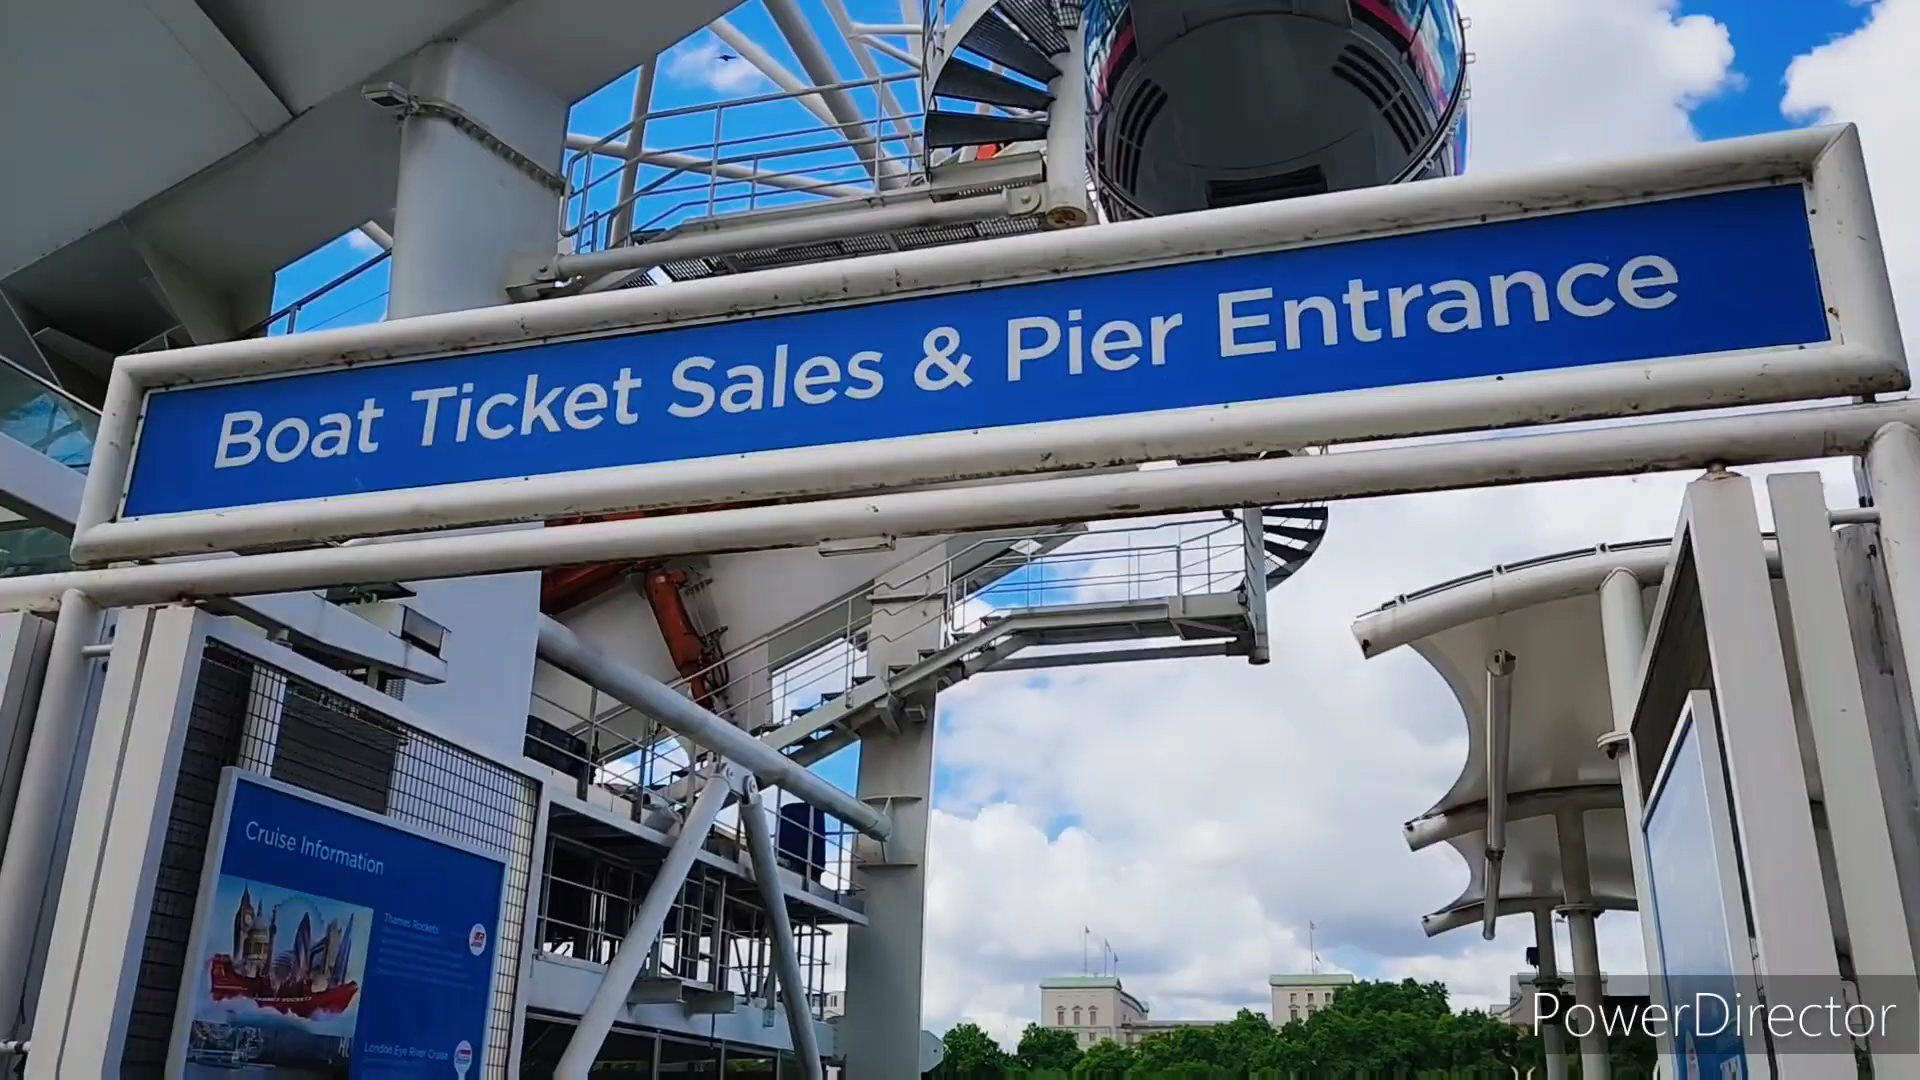 Boat Ticket Sales & Pier Entrance
Cruise Information
Thames Rockets
London Eye River Cruise
PowerDirector